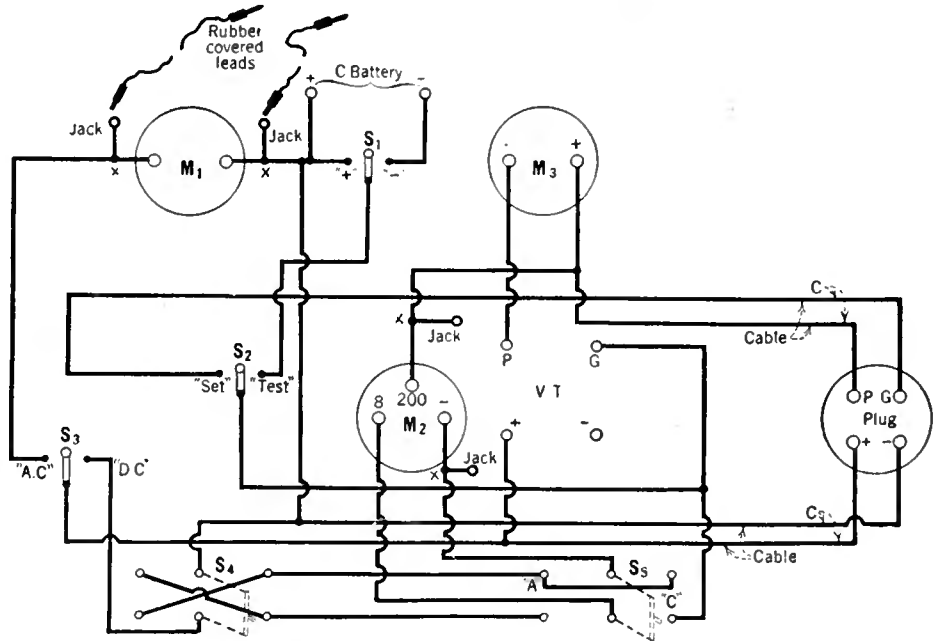 Rubber
covered
leads
C Battery
+
-
Jack
Jack
M1
x
x
S1
"+"
"-"
-
+
M3
C
Cable
x
Jack
P
G
S2
"Set"
"Test"
8
200
-
M2
V T
P
G
Plug
+
-
+
-
S3
"A.C"
"D C"
x
Jack
C
Cable
S4
"A"
S5
"C"